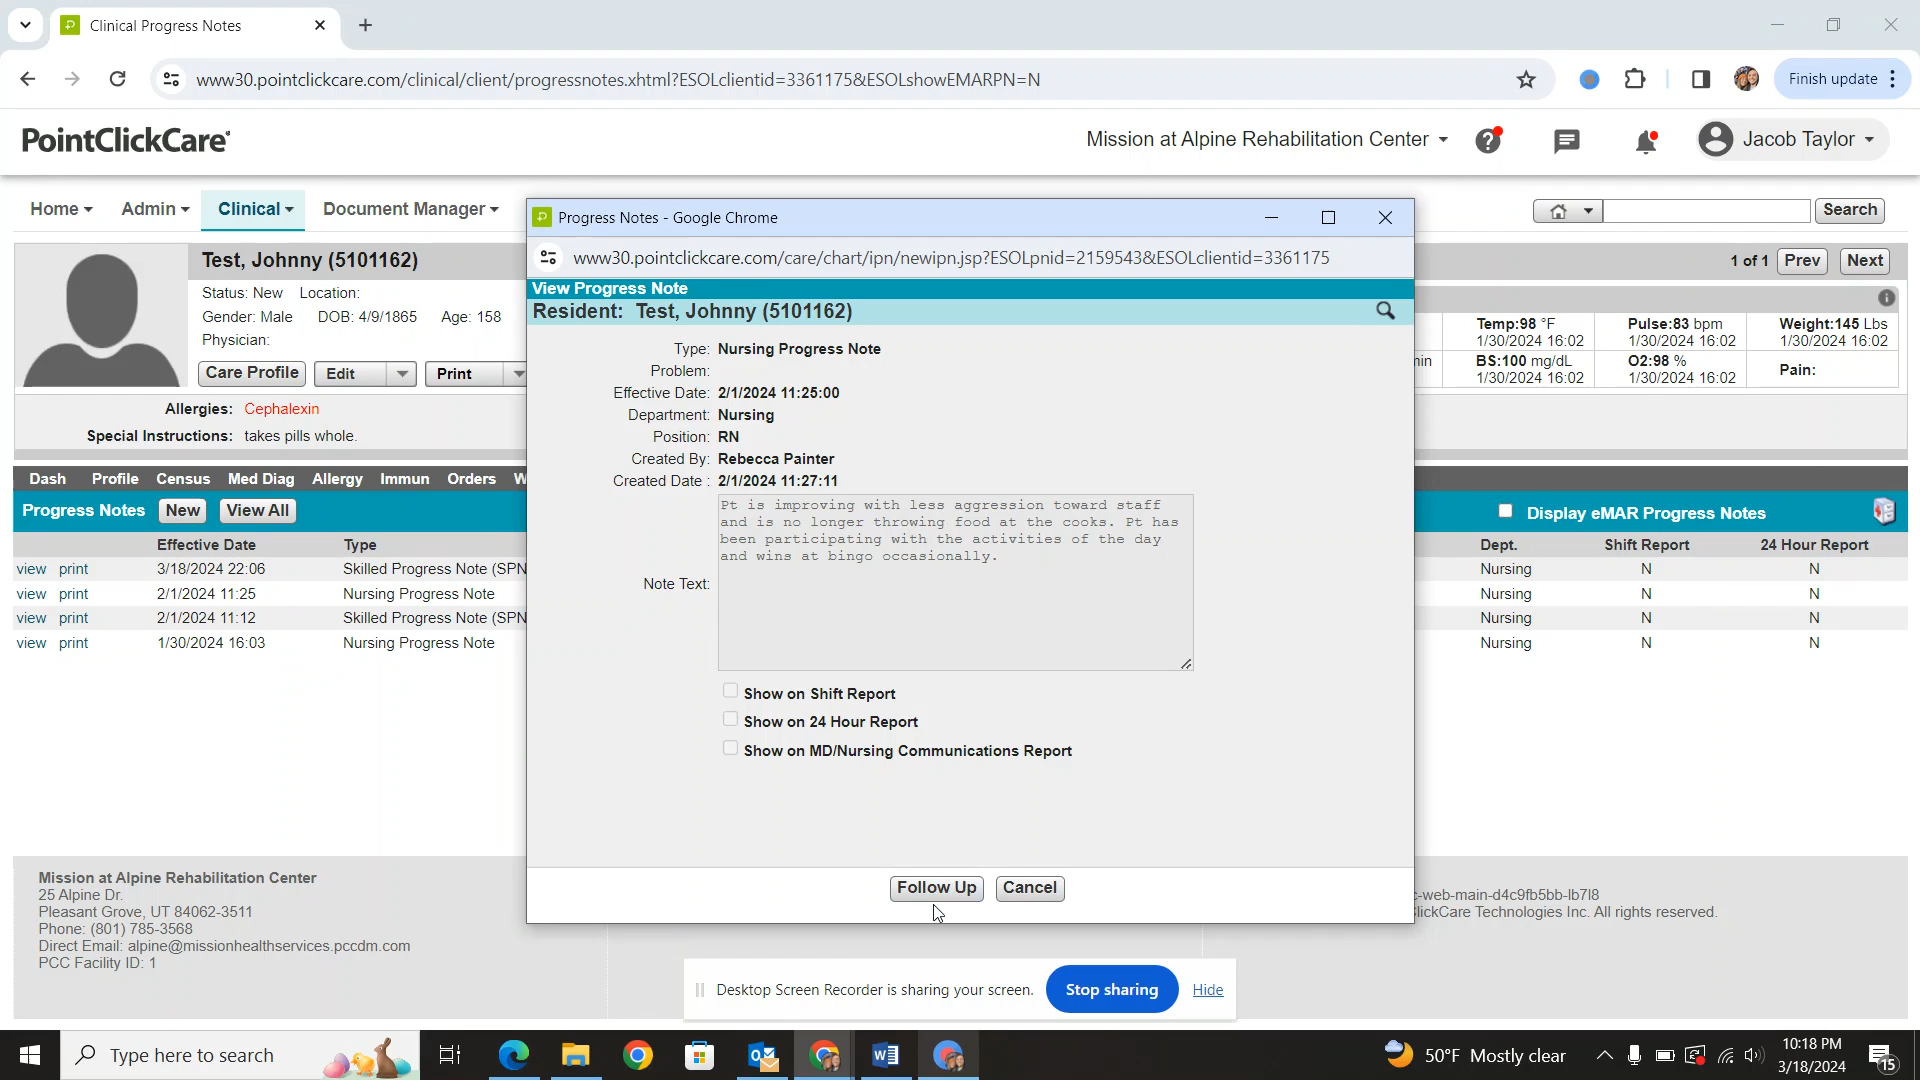 Clinical Progress Notes
www30.pointclickcare.com/clinical/client/progressnotes.xhtml?ESOLclientid=3361175&ESOLshowEMARPN=N
Finish update
PointClickCare
Mission at Alpine Rehabilitation Center
Jacob Taylor
Home
Admin
Clinical
Document Manager
Search
Test, Johnny (5101162)
1 of 1
Prev
Next
Status: New Location:
Gender: Male DOB: 4/9/1865 Age: 158
Physician:
Care Profile
Edit
Print
Allergies: Cephalexin
Special Instructions: takes pills whole.
Temp:98 °F
1/30/2024 16:02
Pulse:83 bpm
1/30/2024 16:02
Weight:145 Lbs
1/30/2024 16:02
min
BS:100 mg/dL
1/30/2024 16:02
O2:98 %
1/30/2024 16:02
Pain:
Dash Profile Census Med Diag Allergy Immun Orders W
Progress Notes New View All
Display eMAR Progress Notes
Effective Date Type Dept. Shift Report 24 Hour Report
view print 3/18/2024 22:06 Skilled Progress Note (SPN Nursing N N
view print 2/1/2024 11:25 Nursing Progress Note Nursing N N
view print 2/1/2024 11:12 Skilled Progress Note (SPN Nursing N N
view print 1/30/2024 16:03 Nursing Progress Note Nursing N N
Progress Notes - Google Chrome
www30.pointclickcare.com/care/chart/ipn/newipn.jsp?ESOLpnid=2159543&ESOLclientid=3361175
View Progress Note
Resident: Test, Johnny (5101162)
Type: Nursing Progress Note
Problem:
Effective Date: 2/1/2024 11:25:00
Department: Nursing
Position: RN
Created By: Rebecca Painter
Created Date : 2/1/2024 11:27:11
Note Text:
Pt is improving with less aggression toward staff
and is no longer throwing food at the cooks. Pt has
been participating with the activities of the day
and wins at bingo occasionally.
Show on Shift Report
Show on 24 Hour Report
Show on MD/Nursing Communications Report
Follow Up
Cancel
Mission at Alpine Rehabilitation Center
25 Alpine Dr.
Pleasant Grove, UT 84062-3511
Phone: (801) 785-3568
Direct Email: alpine@missionhealthservices.pccdm.com
PCC Facility ID: 1
c-web-main-d4c9fb5bb-lb7l8
lickCare Technologies Inc. All rights reserved.
Desktop Screen Recorder is sharing your screen.
Stop sharing
Hide
Type here to search
50°F Mostly clear
10:18 PM
3/18/2024
15